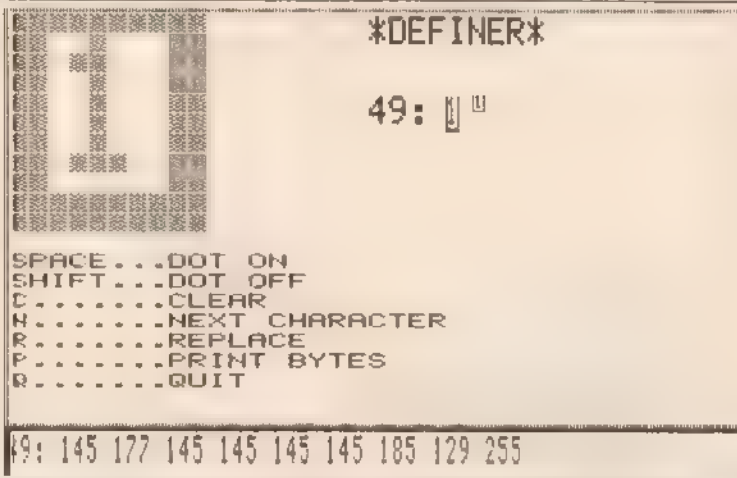 *DEFINER*
49:
SPACE...DOT ON
SHIFT...DOT OFF
C.......CLEAR
N.......NEXT CHARACTER
R.......REPLACE
P.......PRINT BYTES
Q.......QUIT
49: 145 177 145 145 145 145 185 129 255